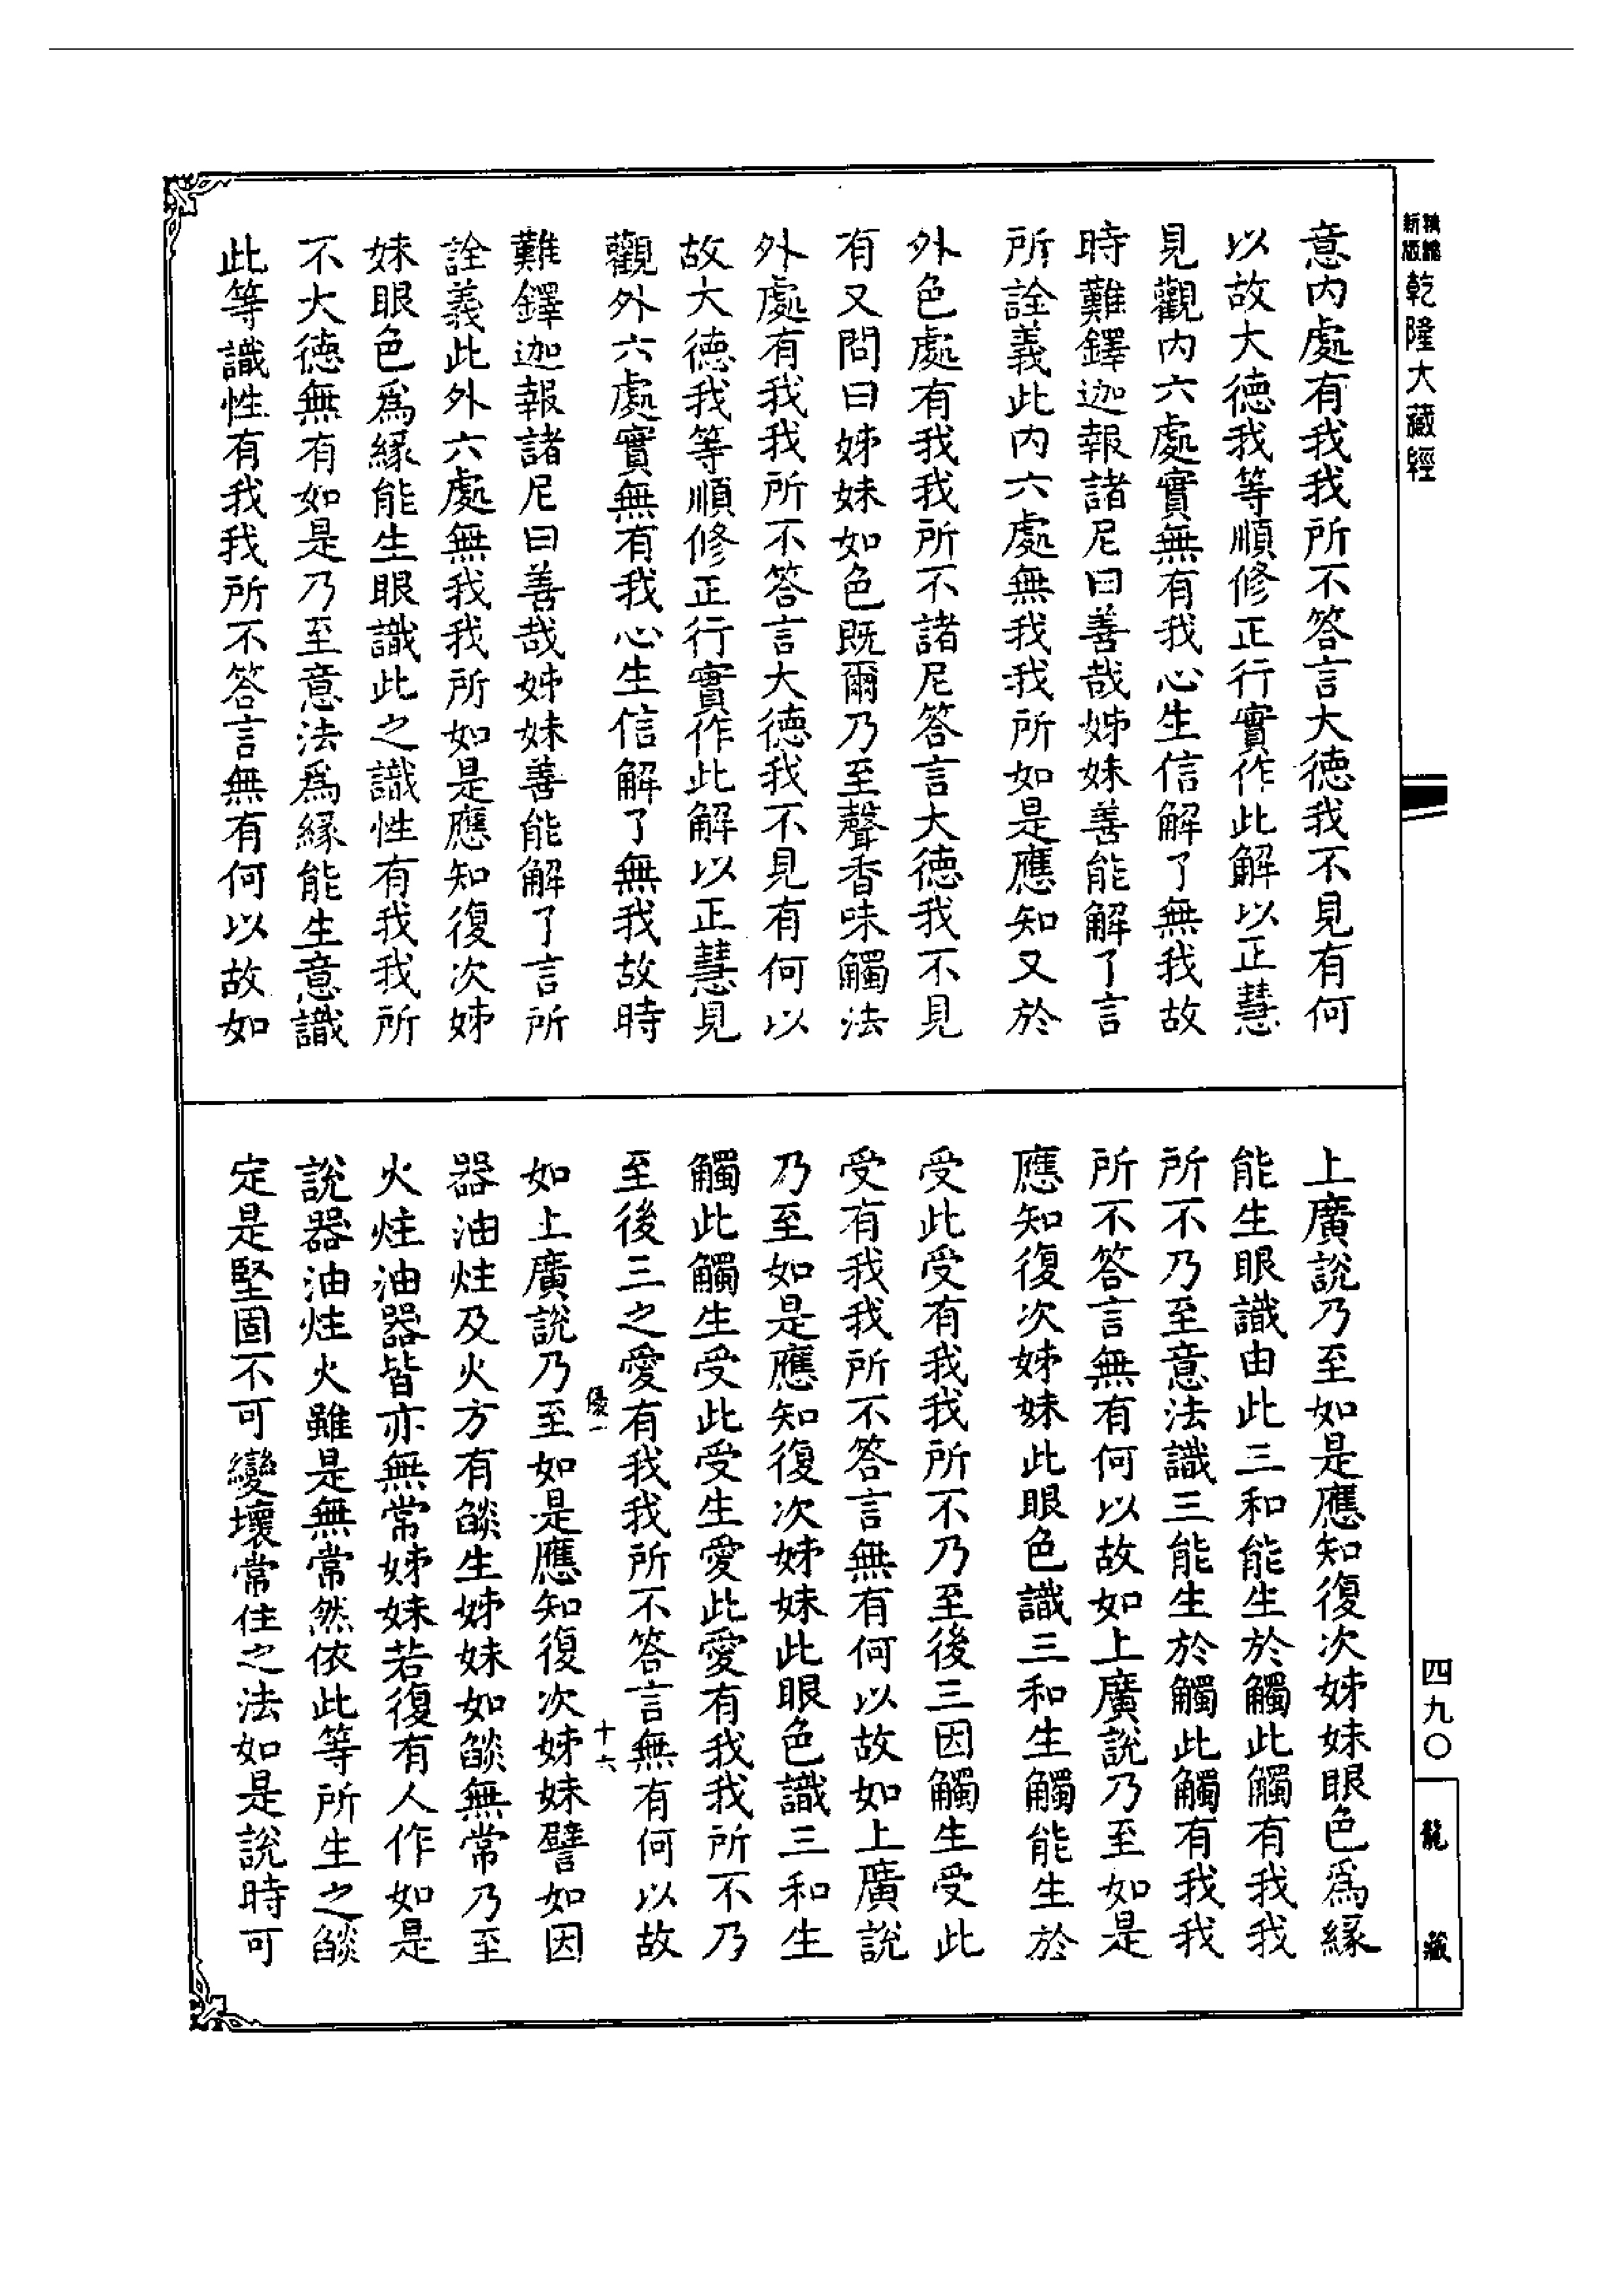 新版
精縮
乾隆大藏經
意内處有我我所不答言大德我不見有何
以故大德我等順修正行實作此解以正慧
見觀内六處實無有我心生信解了無我故
時難鐸迦報諸尼曰善哉姊妹善能解了言
所詮義此内六處無我我所如是應知又於
外色處有我我所不諸尼答言大德我不見
有又問曰姊妹如色既爾乃至聲香味觸法
外處有我我所不答言大德我不見有何以
故大德我等順修正行實作此解以正慧見
觀外六處實無有我心生信解了無我故時
難鐸迦報諸尼曰善哉姊妹善能解了言所
詮義此外六處無我我所如是應知復次姊
妹眼色爲緣能生眼識此之識性有我我所
不大德無有如是乃至意法爲緣能生意識
此等識性有我我所不答言無有何以故如
上廣說乃至如是應知復次姊妹眼色爲緣
能生眼識由此三和能生於觸此觸有我我
所不乃至意法識三能生於觸此觸有我我
所不答言無有何以故如上廣說乃至如是
應知復次姊妹此眼色識三和生觸能生於
受此受有我我所不乃至後三因觸生受此
受有我我所不答言無有何以故如上廣說
乃至如是應知復次姊妹此眼色識三和生
觸此觸生受此受生愛此愛有我我所不乃
至後三之愛有我我所不答言無有何以故
優一 十六
如上廣說乃至如是應知復次姊妹譬如因
器油炷及火方有燄生姊妹如燄無常乃至
火炷油器皆亦無常姊妹若復有人作如是
說器油炷火雖是無常然依此等所生之燄
定是堅固不可變壞常住之法如是說時可
四九〇
龍藏